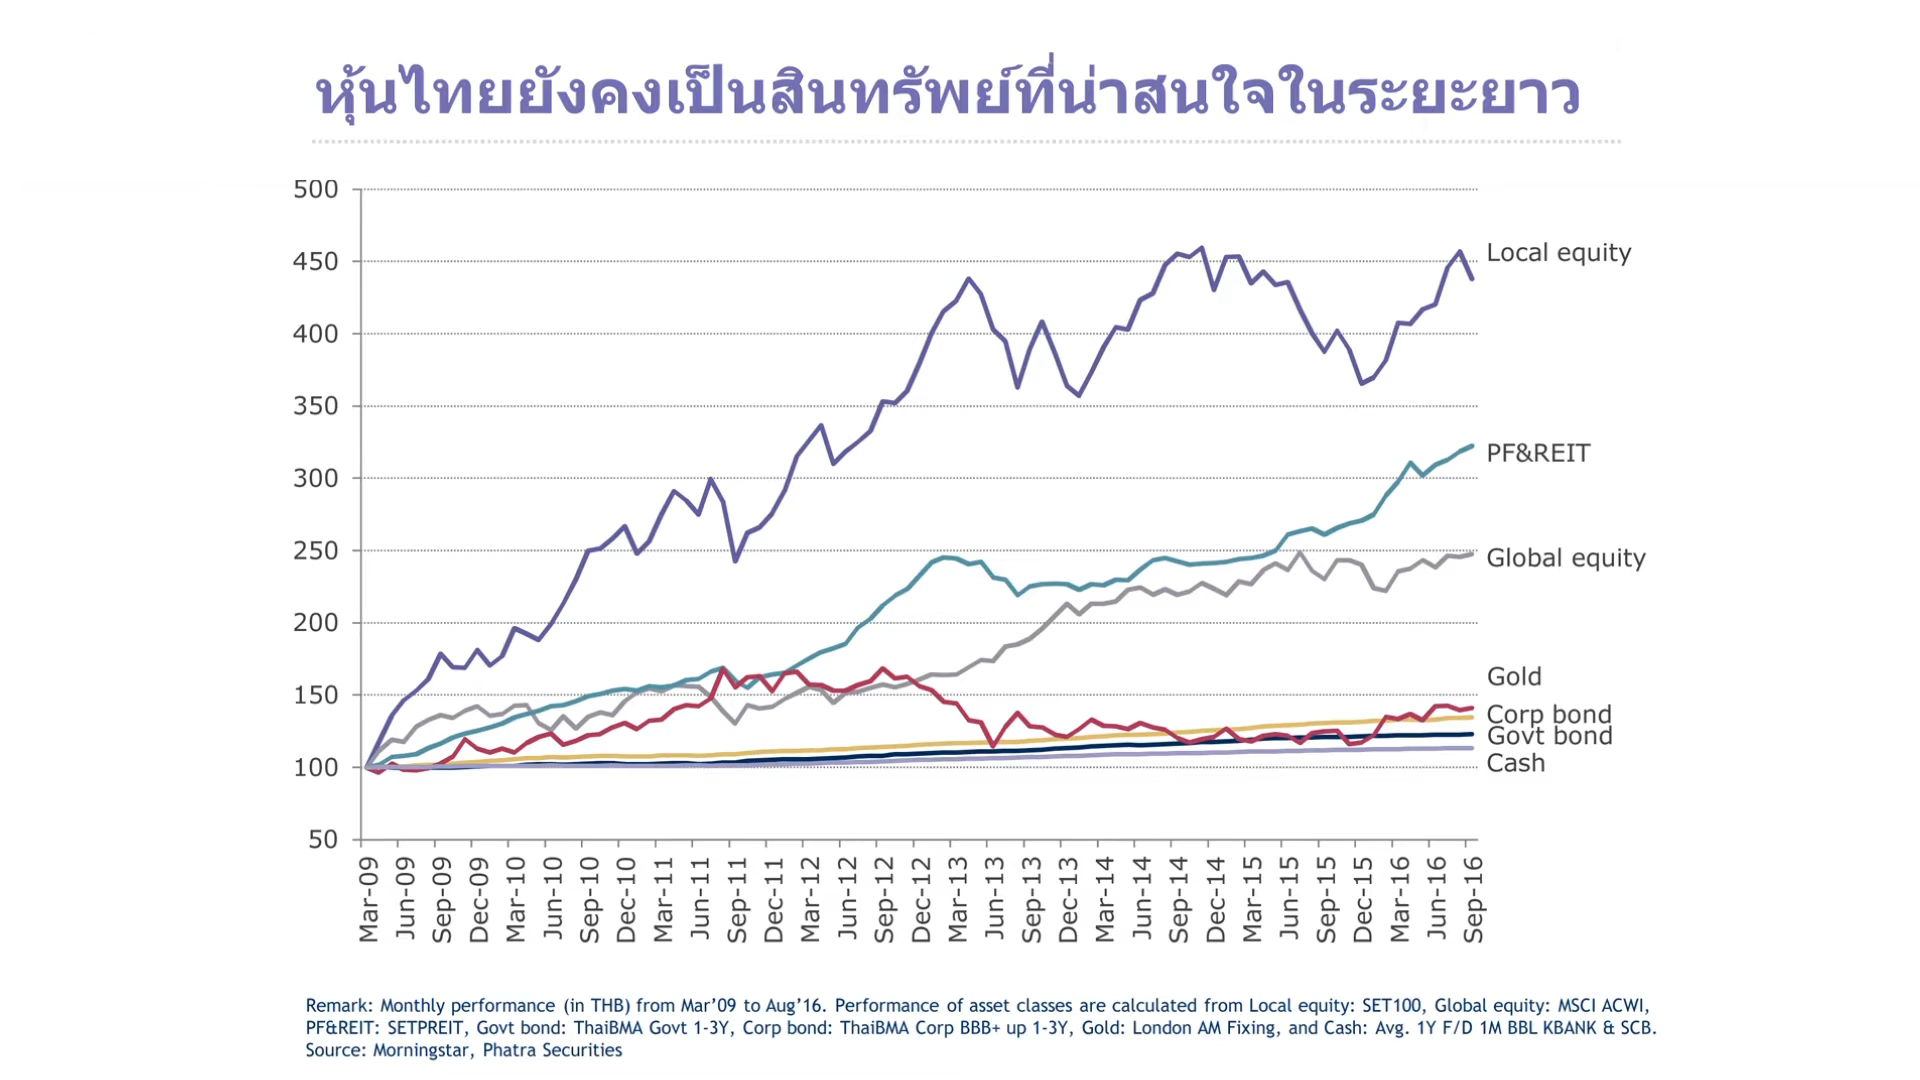 หุ้นไทยยังคงเป็นสินทรัพย์ที่น่าสนใจในระยะยาว
500
450
400
350
300
250
200
150
100
50
Local equity
PF&REIT
Global equity
Gold
Corp bond
Govt bond
Cash
Mar-09
Jun-09
Sep-09
Dec-09
Mar-10
Jun-10
Sep-10
Dec-10
Mar-11
Jun-11
Sep-11
Dec-11
Mar-12
Jun-12
Sep-12
Dec-12
Mar-13
Jun-13
Sep-13
Dec-13
Mar-14
Jun-14
Sep-14
Dec-14
Mar-15
Jun-15
Sep-15
Dec-15
Mar-16
Jun-16
Sep-16
Remark: Monthly performance (in THB) from Mar’09 to Aug’16. Performance of asset classes are calculated from Local equity: SET100, Global equity: MSCI ACWI,
PF&REIT: SETPREIT, Govt bond: ThaiBMA Govt 1-3Y, Corp bond: ThaiBMA Corp BBB+ up 1-3Y, Gold: London AM Fixing, and Cash: Avg. 1Y F/D 1M BBL KBANK & SCB.
Source: Morningstar, Phatra Securities